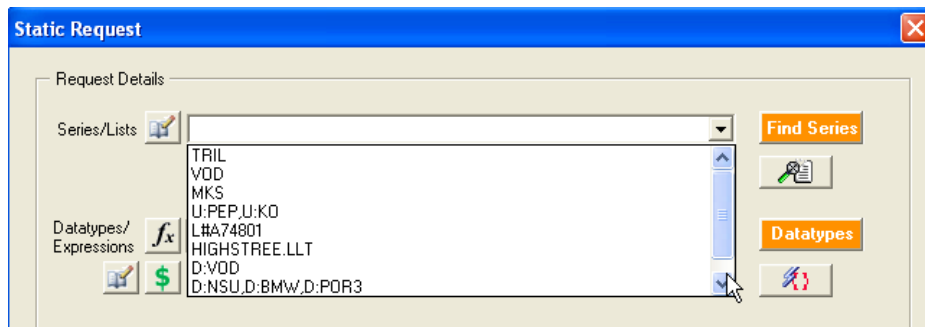 Static Request
Request Details
Series/Lists
Find Series
TRIL
VOD
MKS
U:PEP,U:KO
L#A74801
HIGHSTREE.LLT
D:VOD
D:NSU,D:BMW,D:POR3
Datatypes/
Expressions
fx
$
Datatypes